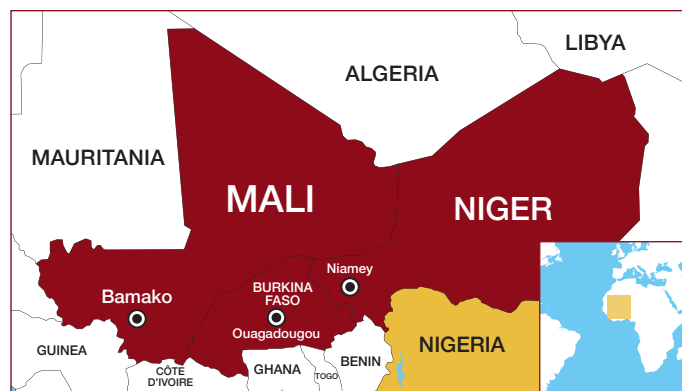 LIBYA
ALGERIA
MAURITANIA
MALI
NIGER
Niamey
BURKINA
FASO
Bamako
Ouagadougou
NIGERIA
GUINEA
BENIN
GHANA
CÔTE
D'IVOIRE
TOGO